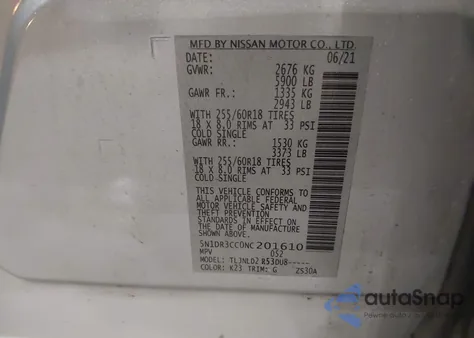 MFD BY NISSAN MOTOR CO., LTD.
DATE: 06/21
GVWR: 2676 KG
5900 LB
GAWR FR.: 1335 KG
2943 LB
WITH 255/60R18 TIRES
18 x 8.0 RIMS AT 33 PSI
COLD SINGLE
GAWR RR.: 1530 KG
3373 LB
WITH 255/60R18 TIRES
18 x 8.0 RIMS AT 33 PSI
COLD SINGLE
THIS VEHICLE CONFORMS TO
ALL APPLICABLE FEDERAL
MOTOR VEHICLE SAFETY AND
THEFT PREVENTION
STANDARDS IN EFFECT ON
THE DATE OF MANUFACTURE
SHOWN ABOVE.
5N1DR3CC0NC201610
MPV 052
MODEL: TLJNLDZ R53DU8-----
COLOR: K23 TRIM: G 2S30A
autoSnap